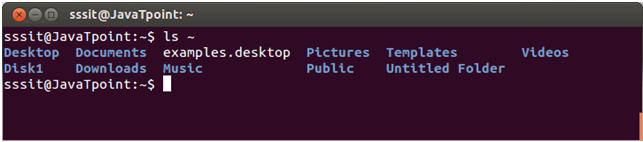 sssit@JavaTpoint: ~
sssit@JavaTpoint:~$ ls ~
Desktop  Documents  examples.desktop  Pictures  Templates        Videos
Disk1    Downloads  Music             Public    Untitled Folder
sssit@JavaTpoint:~$